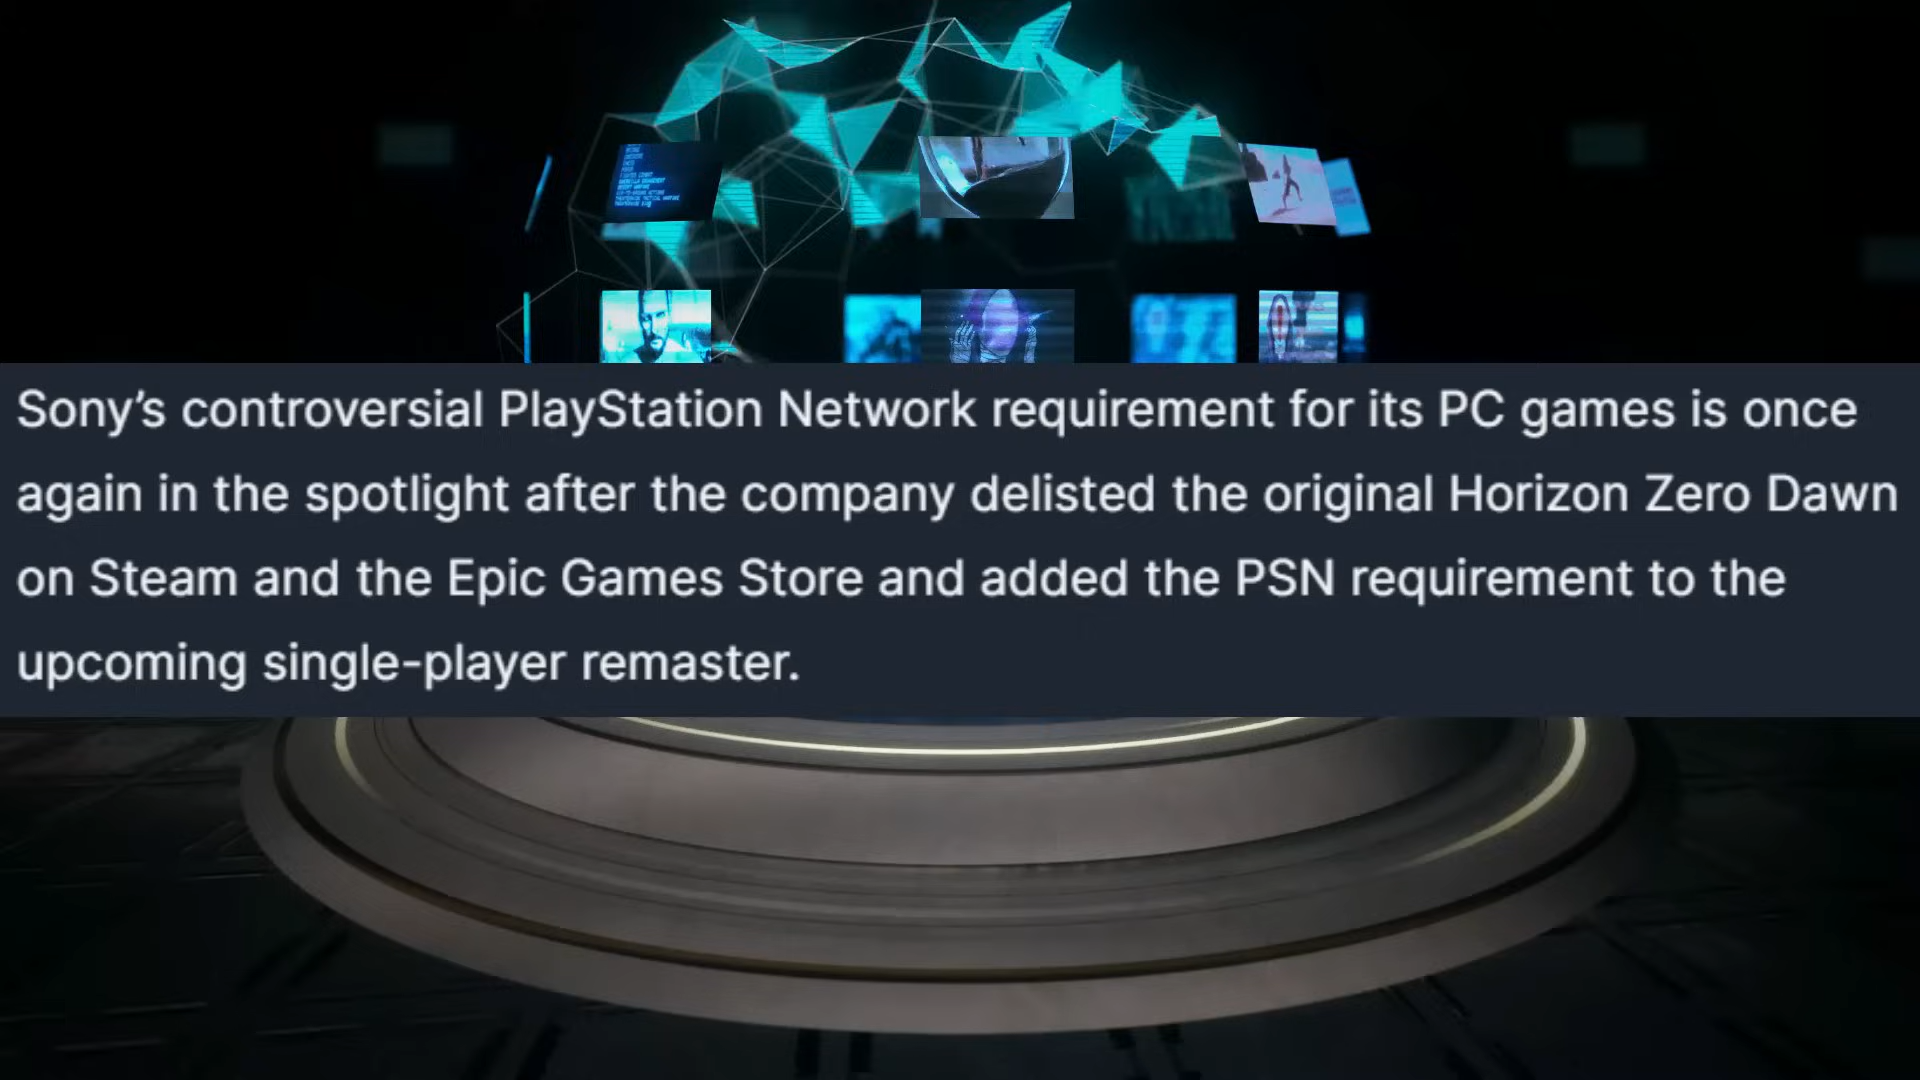 Sony’s controversial PlayStation Network requirement for its PC games is once
again in the spotlight after the company delisted the original Horizon Zero Dawn
on Steam and the Epic Games Store and added the PSN requirement to the
upcoming single-player remaster.